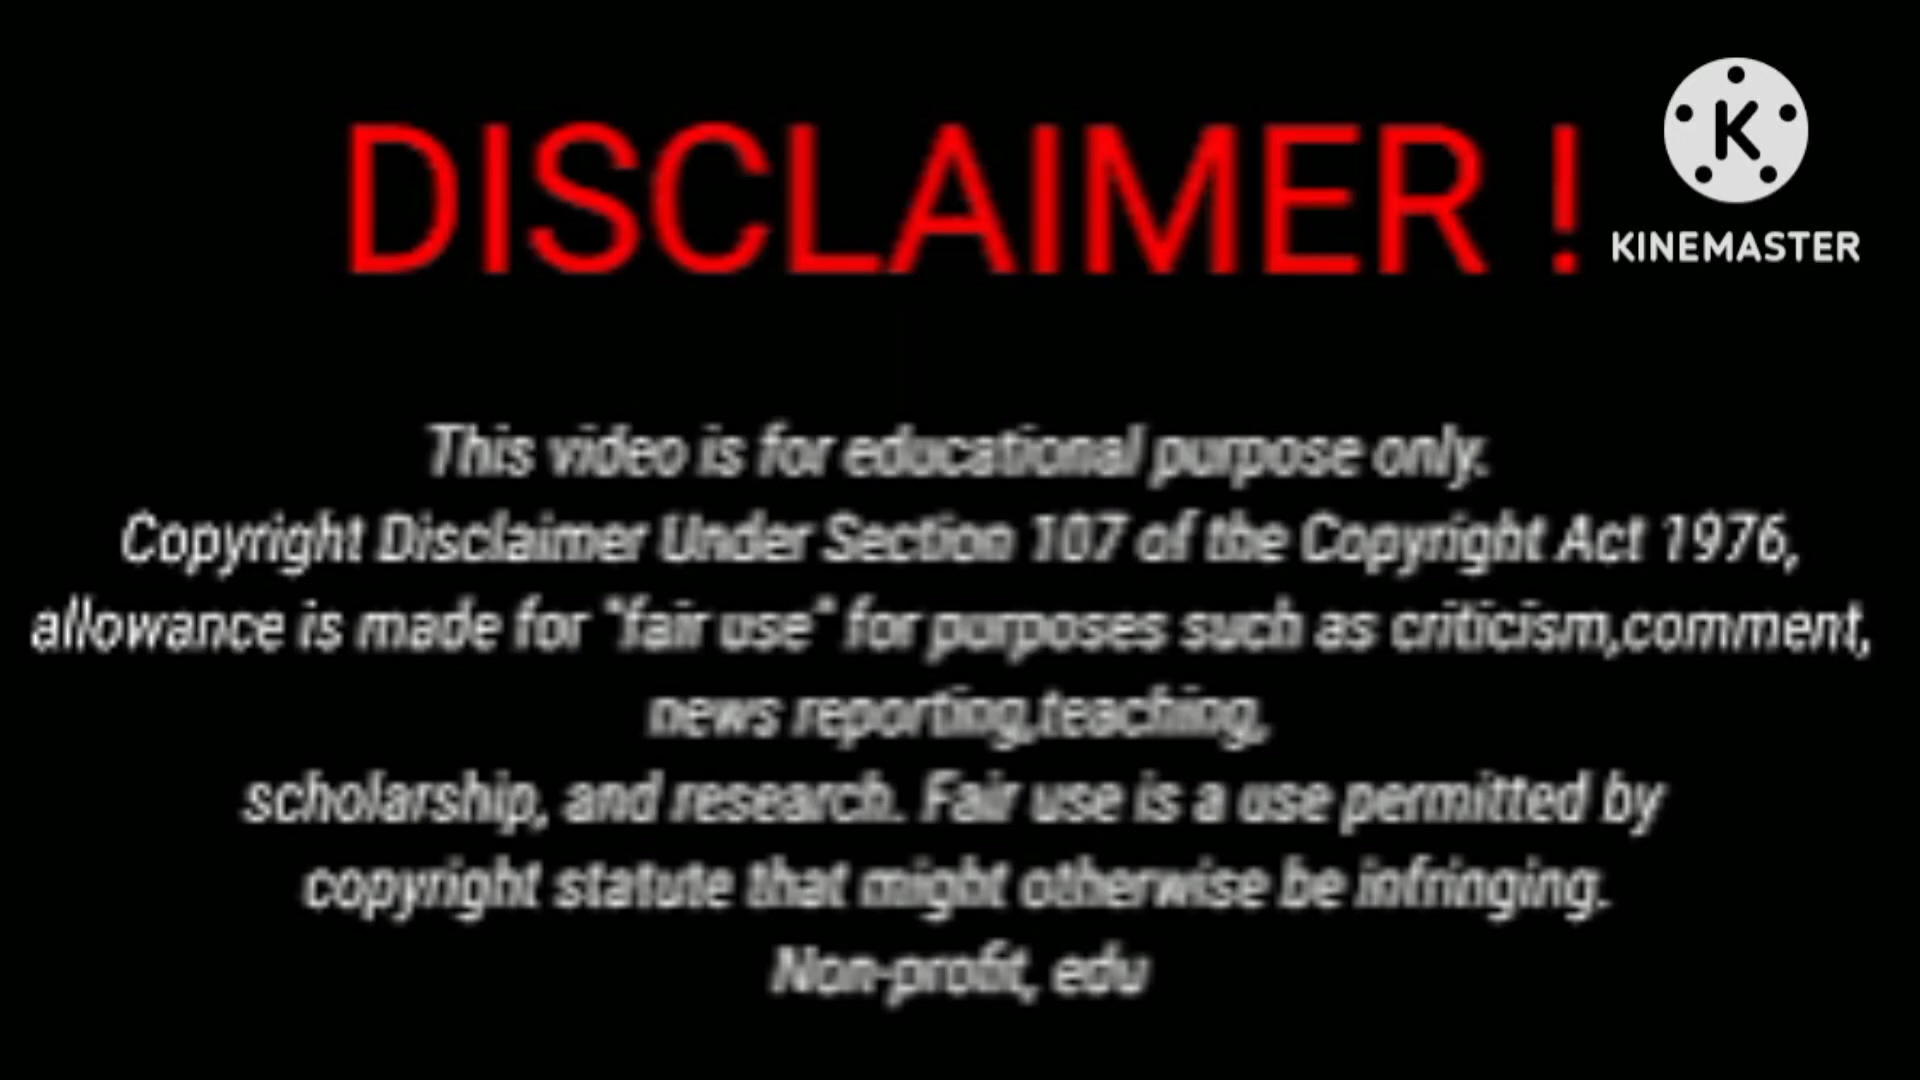 DISCLAIMER !
K
KINEMASTER
This video is for educational purpose only.
Copyright Disclaimer Under Section 107 of the Copyright Act 1976,
allowance is made for "fair use" for purposes such as criticism,comment,
news reporting,teaching,
scholarship, and research. Fair use is a use permitted by
copyright statute that might otherwise be infringing.
Non-profit, edu